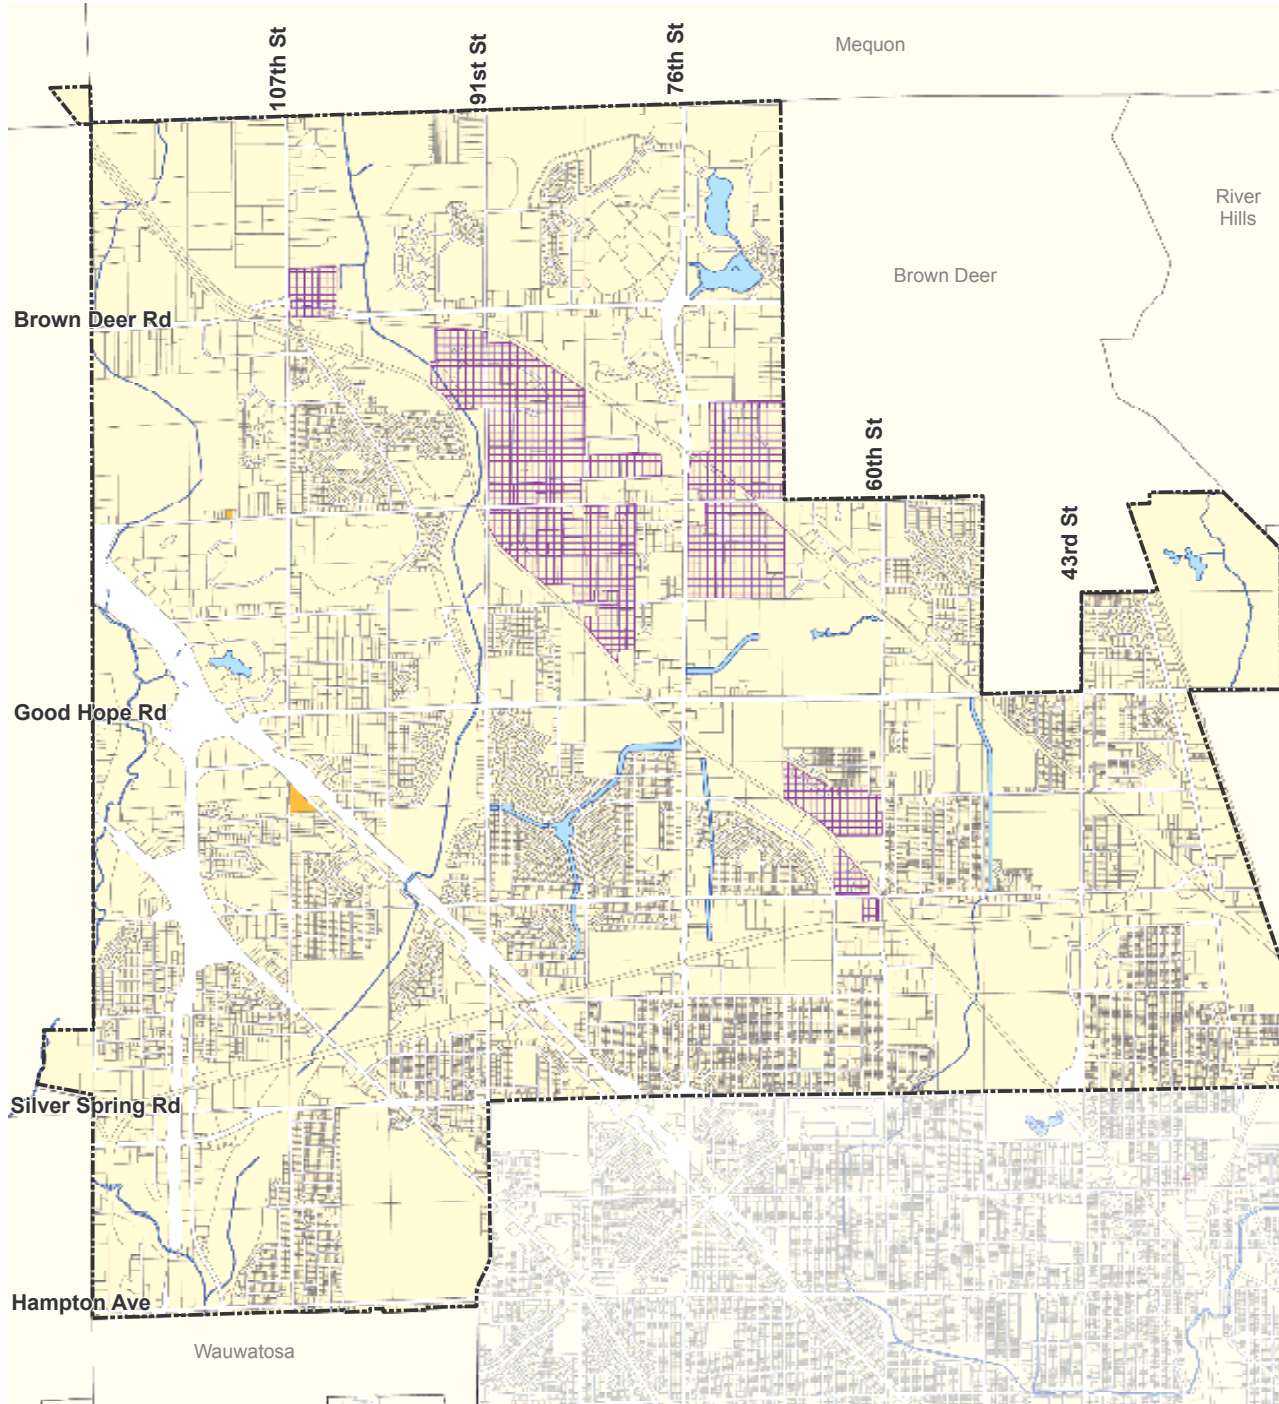 Mequon
107th St
91st St
76th St
River
Hills
Brown Deer
Brown Deer Rd
60th St
43rd St
Good Hope Rd
Silver Spring Rd
Hampton Ave
Wauwatosa